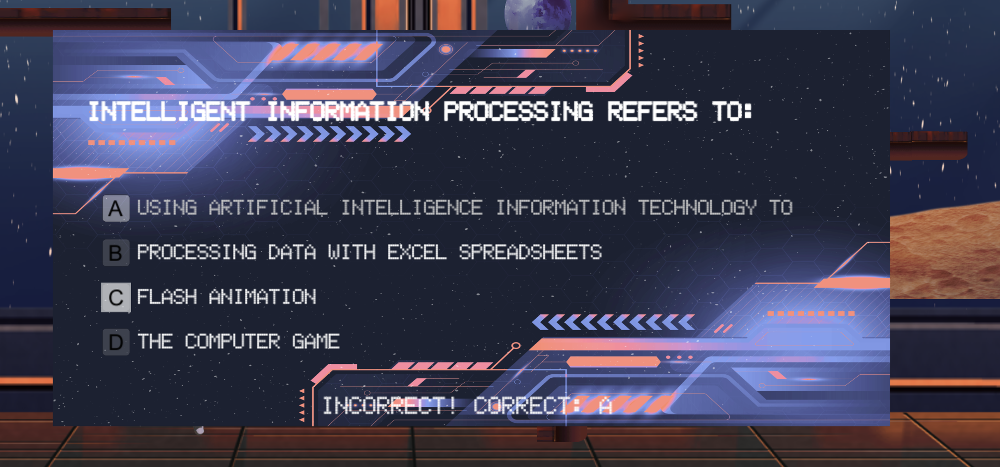 INTELLIGENT INFORMATION PROCESSING REFERS TO:
A USING ARTIFICIAL INTELLIGENCE INFORMATION TECHNOLOGY TO
B PROCESSING DATA WITH EXCEL SPREADSHEETS
C FLASH ANIMATION
D THE COMPUTER GAME
INCORRECT! CORRECT: A